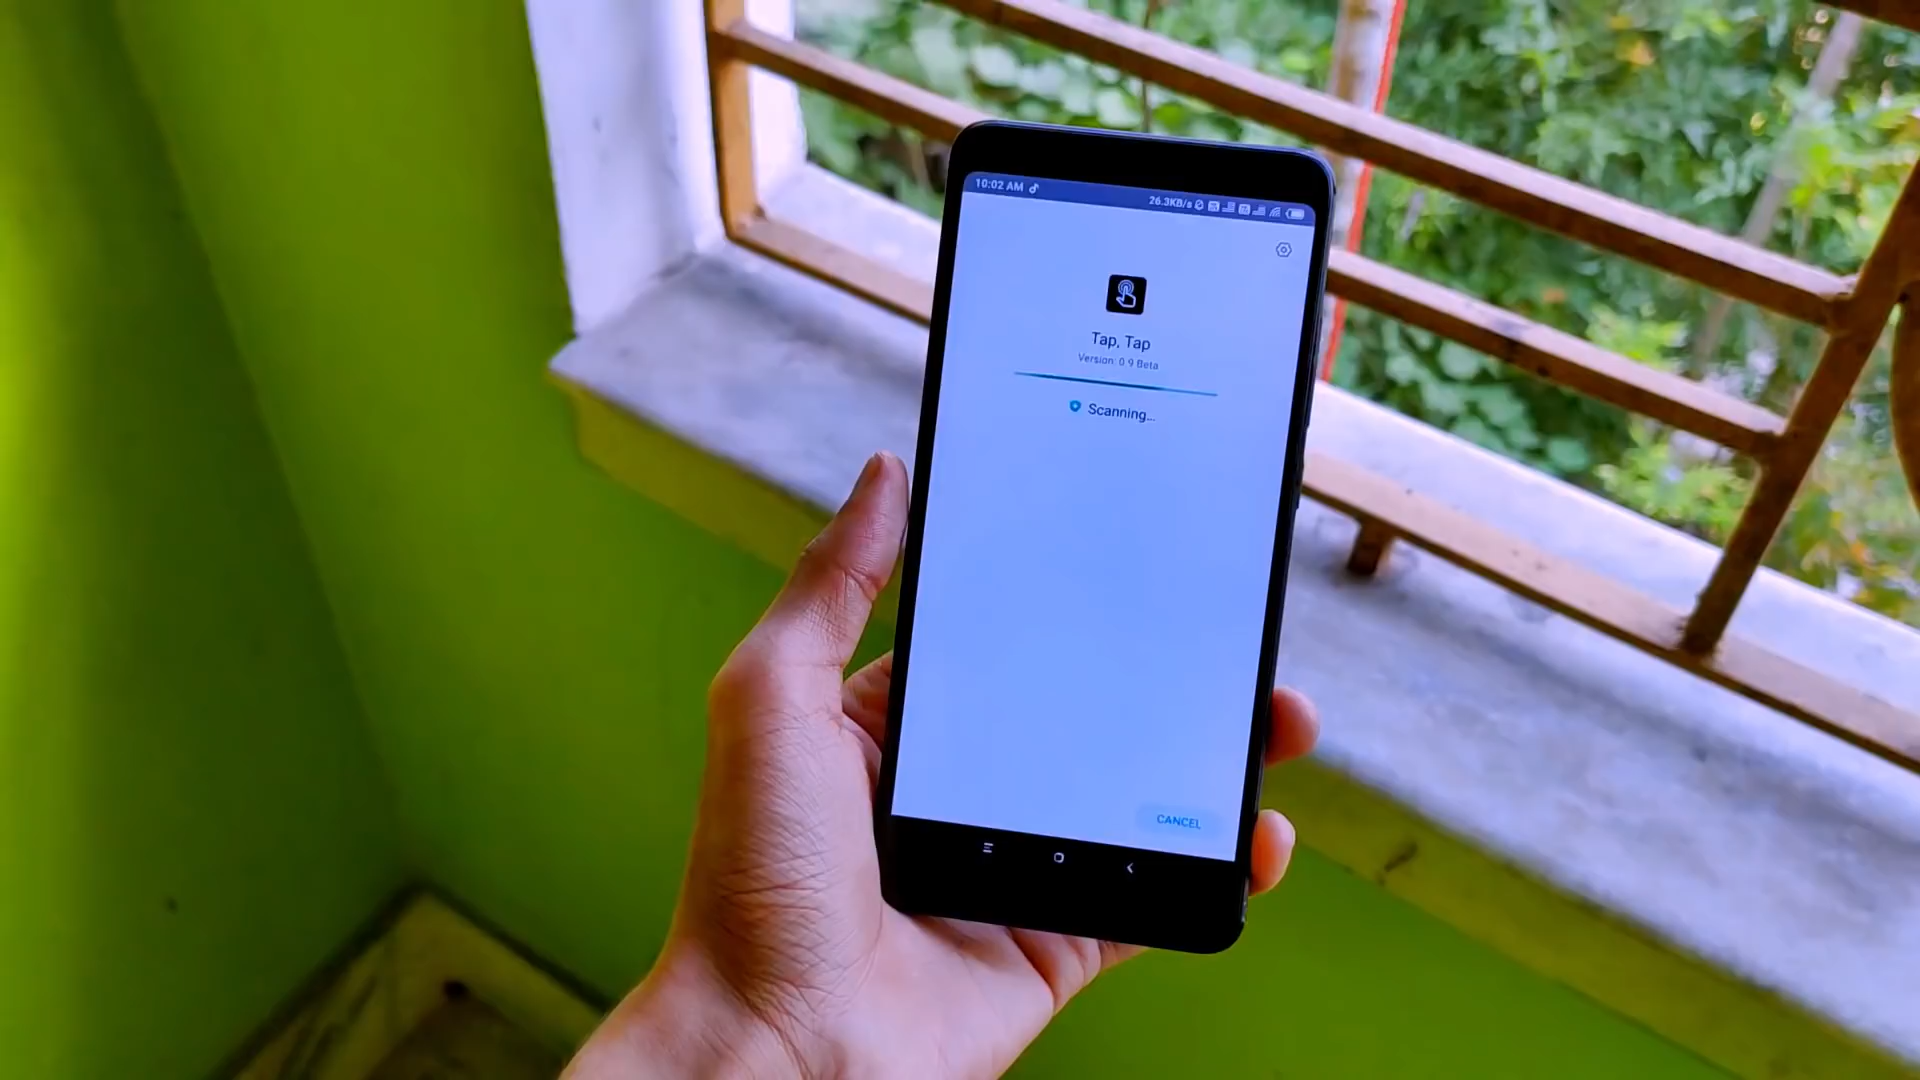 10:02 AM
26.3KB/s
Tap, Tap
Version: 0.9 Beta
Scanning...
CANCEL